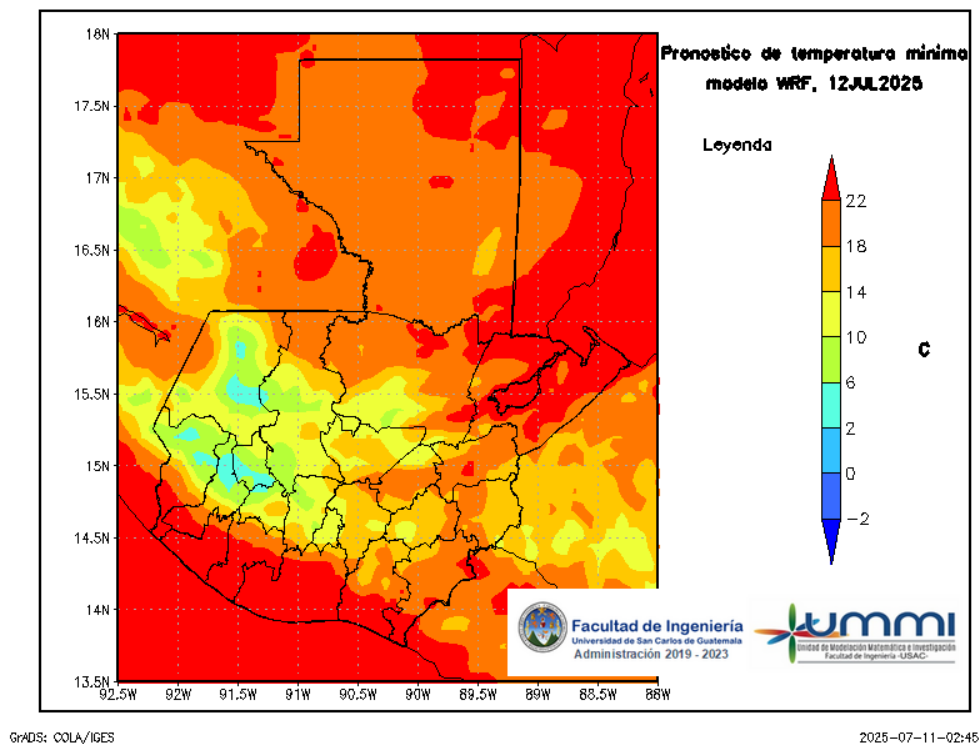 Pronostico de temperatura minima
modelo WRF, 12JUL2025
Leyenda
22
18
14
10
6
2
0
-2
C
18N
17.5N
17N
16.5N
16N
15.5N
15N
14.5N
14N
13.5N
92.5W
92W
91.5W
91W
90.5W
90W
89.5W
89W
88.5W
88W
Facultad de Ingeniería
Universidad de San Carlos de Guatemala
Administración 2019 - 2023
ummi
Unidad de Modelación Matemática e Investigación
Facultad de Ingeniería -USAC-
GrADS: COLA/IGES
2025-07-11-02:46